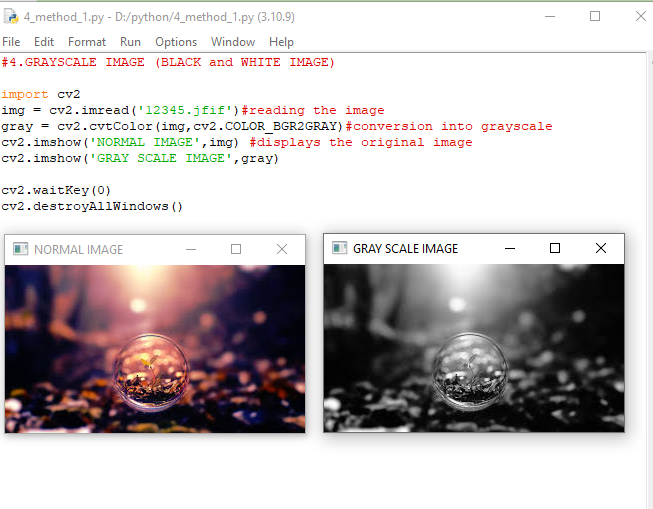 4_method_1.py - D:/python/4_method_1.py (3.10.9)
File Edit Format Run Options Window Help
#4.GRAYSCALE IMAGE (BLACK and WHITE IMAGE)
import cv2
img = cv2.imread('12345.jfif')#reading the image
gray = cv2.cvtColor(img,cv2.COLOR_BGR2GRAY)#conversion into grayscale
cv2.imshow('NORMAL IMAGE',img) #displays the original image
cv2.imshow('GRAY SCALE IMAGE',gray)
cv2.waitKey(0)
cv2.destroyAllWindows()
NORMAL IMAGE
GRAY SCALE IMAGE